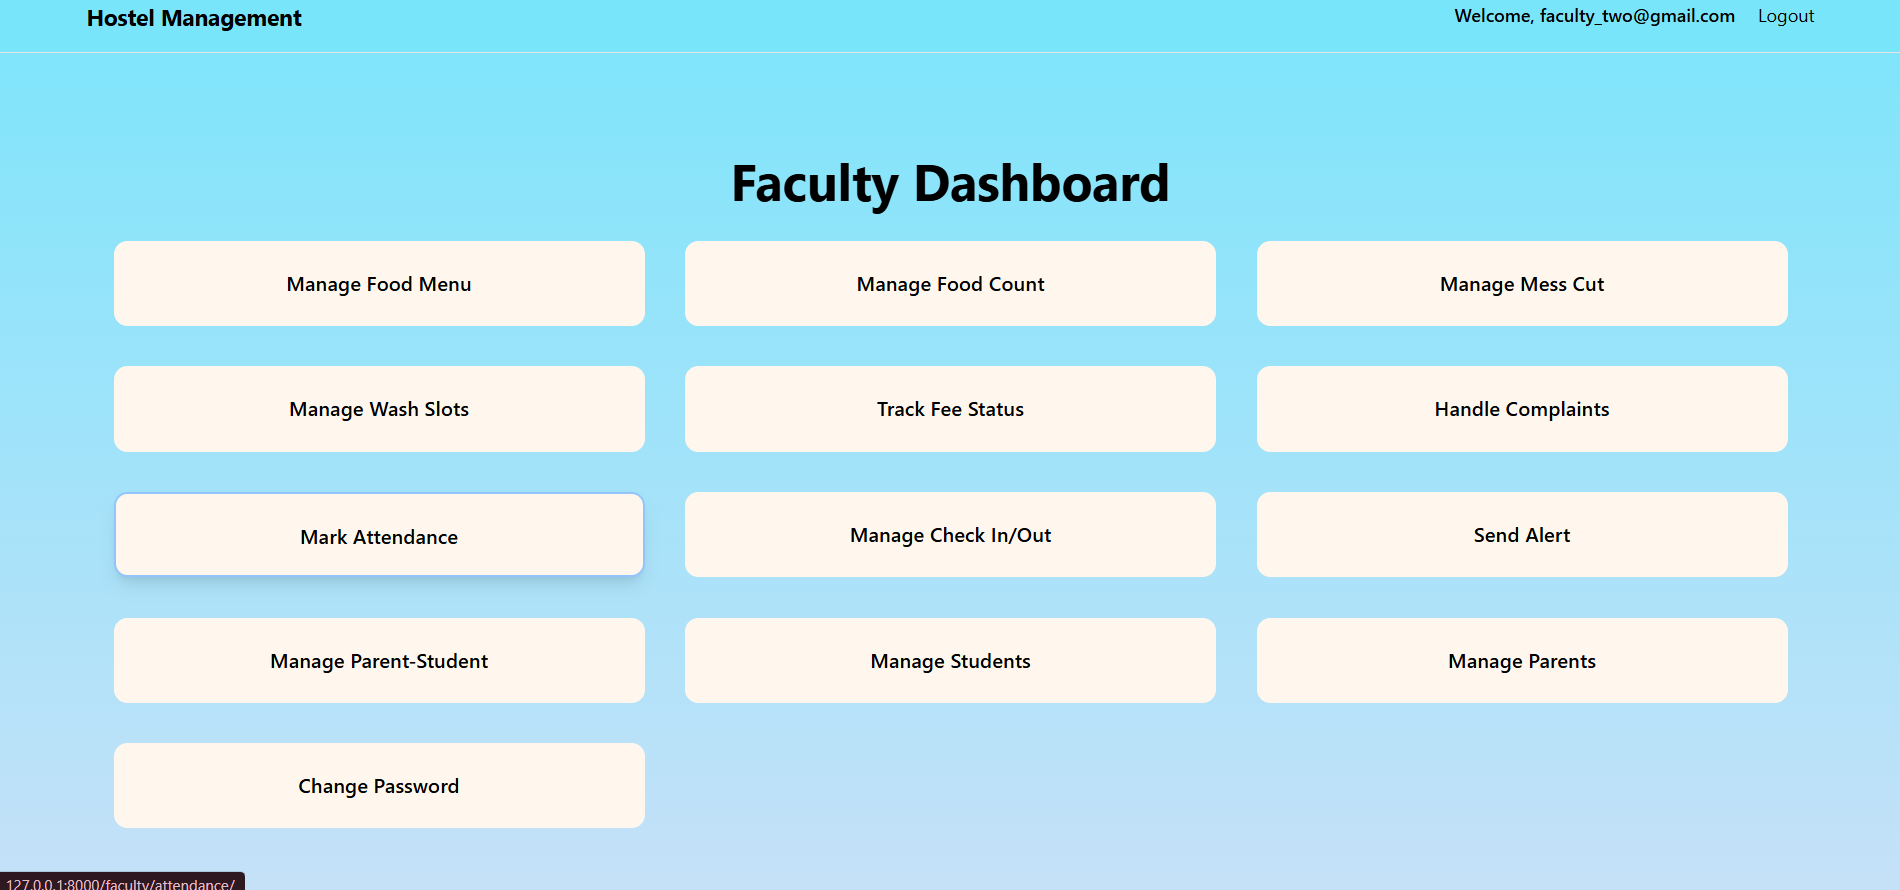 Hostel Management
Welcome, faculty_two@gmail.com Logout
Faculty Dashboard
Manage Food Menu
Manage Food Count
Manage Mess Cut
Manage Wash Slots
Track Fee Status
Handle Complaints
Mark Attendance
Manage Check In/Out
Send Alert
Manage Parent-Student
Manage Students
Manage Parents
Change Password
127.0.0.1:8000/faculty/attendance/